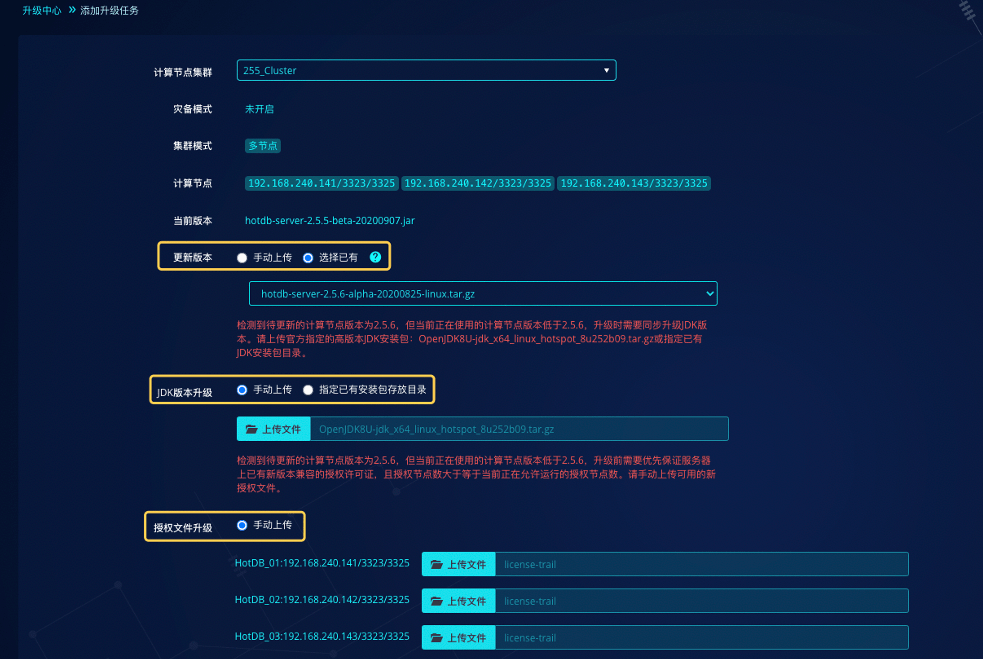 升级中心 » 添加升级任务
计算节点集群 255_Cluster
灾备模式 未开启
集群模式 多节点
计算节点 192.168.240.141/3323/3325 192.168.240.142/3323/3325 192.168.240.143/3323/3325
当前版本 hotdb-server-2.5.5-beta-20200907.jar
更新版本 手动上传 选择已有 ?
hotdb-server-2.5.6-alpha-20200825-linux.tar.gz
检测到待更新的计算节点版本为2.5.6，但当前正在使用的计算节点版本低于2.5.6，升级时需要同步升级JDK版
本。请上传官方指定的高版本JDK安装包：OpenJDK8U-jdk_x64_linux_hotspot_8u252b09.tar.gz或指定已有
JDK安装包目录。
JDK版本升级 手动上传 指定已有安装包存放目录
上传文件 OpenJDK8U-jdk_x64_linux_hotspot_8u252b09.tar.gz
检测到待更新的计算节点版本为2.5.6，但当前正在使用的计算节点版本低于2.5.6，升级前需要优先保证服务器
上已有新版本兼容的授权许可证，且授权节点数大于等于当前正在允许运行的授权节点数。请手动上传可用的新
授权文件。
授权文件升级 手动上传
HotDB_01:192.168.240.141/3323/3325 上传文件 license-trail
HotDB_02:192.168.240.142/3323/3325 上传文件 license-trail
HotDB_03:192.168.240.143/3323/3325 上传文件 license-trail